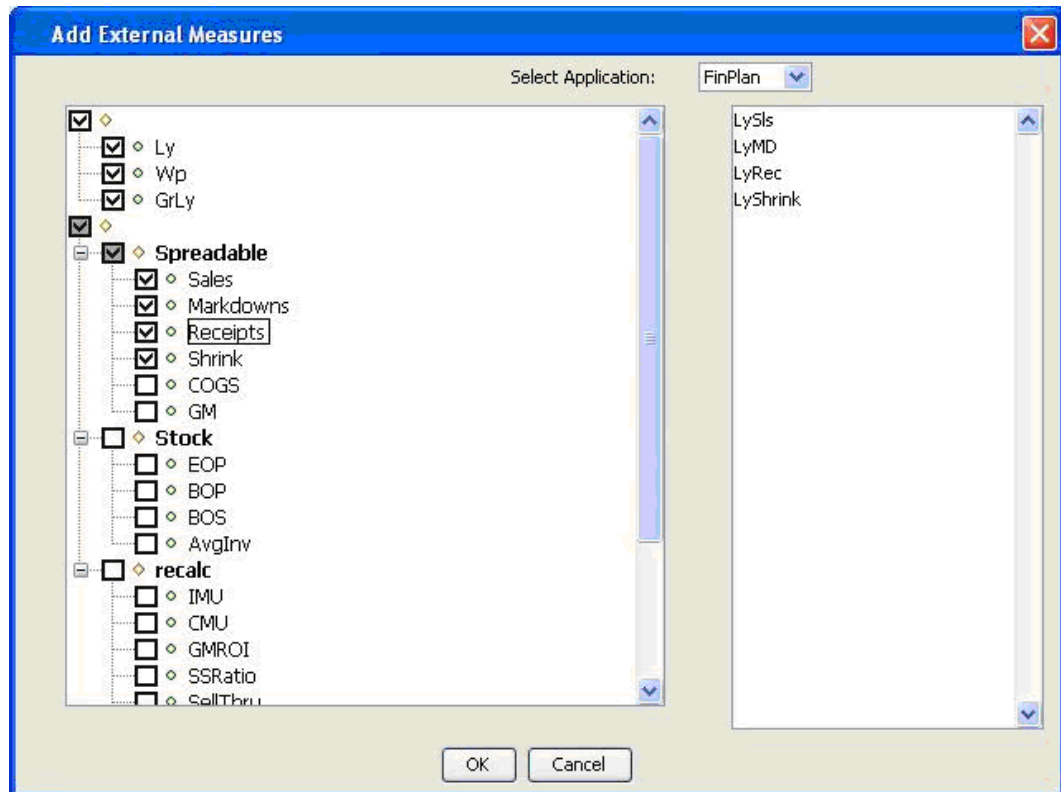 Add External Measures
Select Application: FinPlan
Ly
Wp
GrLy
Spreadable
Sales
Markdowns
Receipts
Shrink
COGS
GM
Stock
EOP
BOP
BOS
AvgInv
recalc
IMU
CMU
GMROI
SSRatio
SellThru
LySls
LyMD
LyRec
LyShrink
OK
Cancel